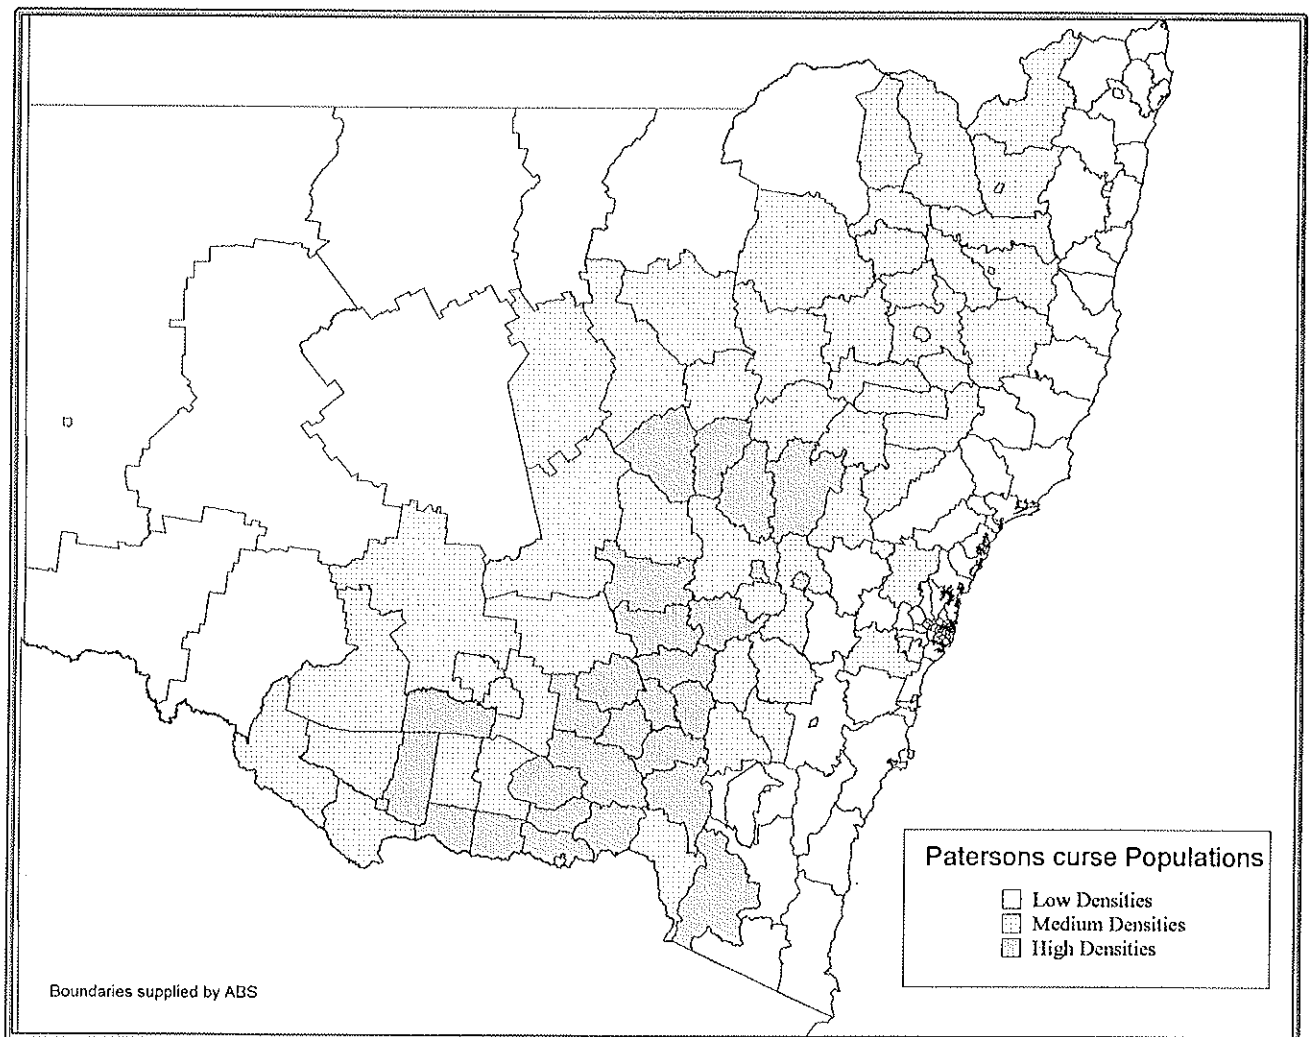 Patersons curse Populations
Low Densities
Medium Densities
High Densities
Boundaries supplied by ABS